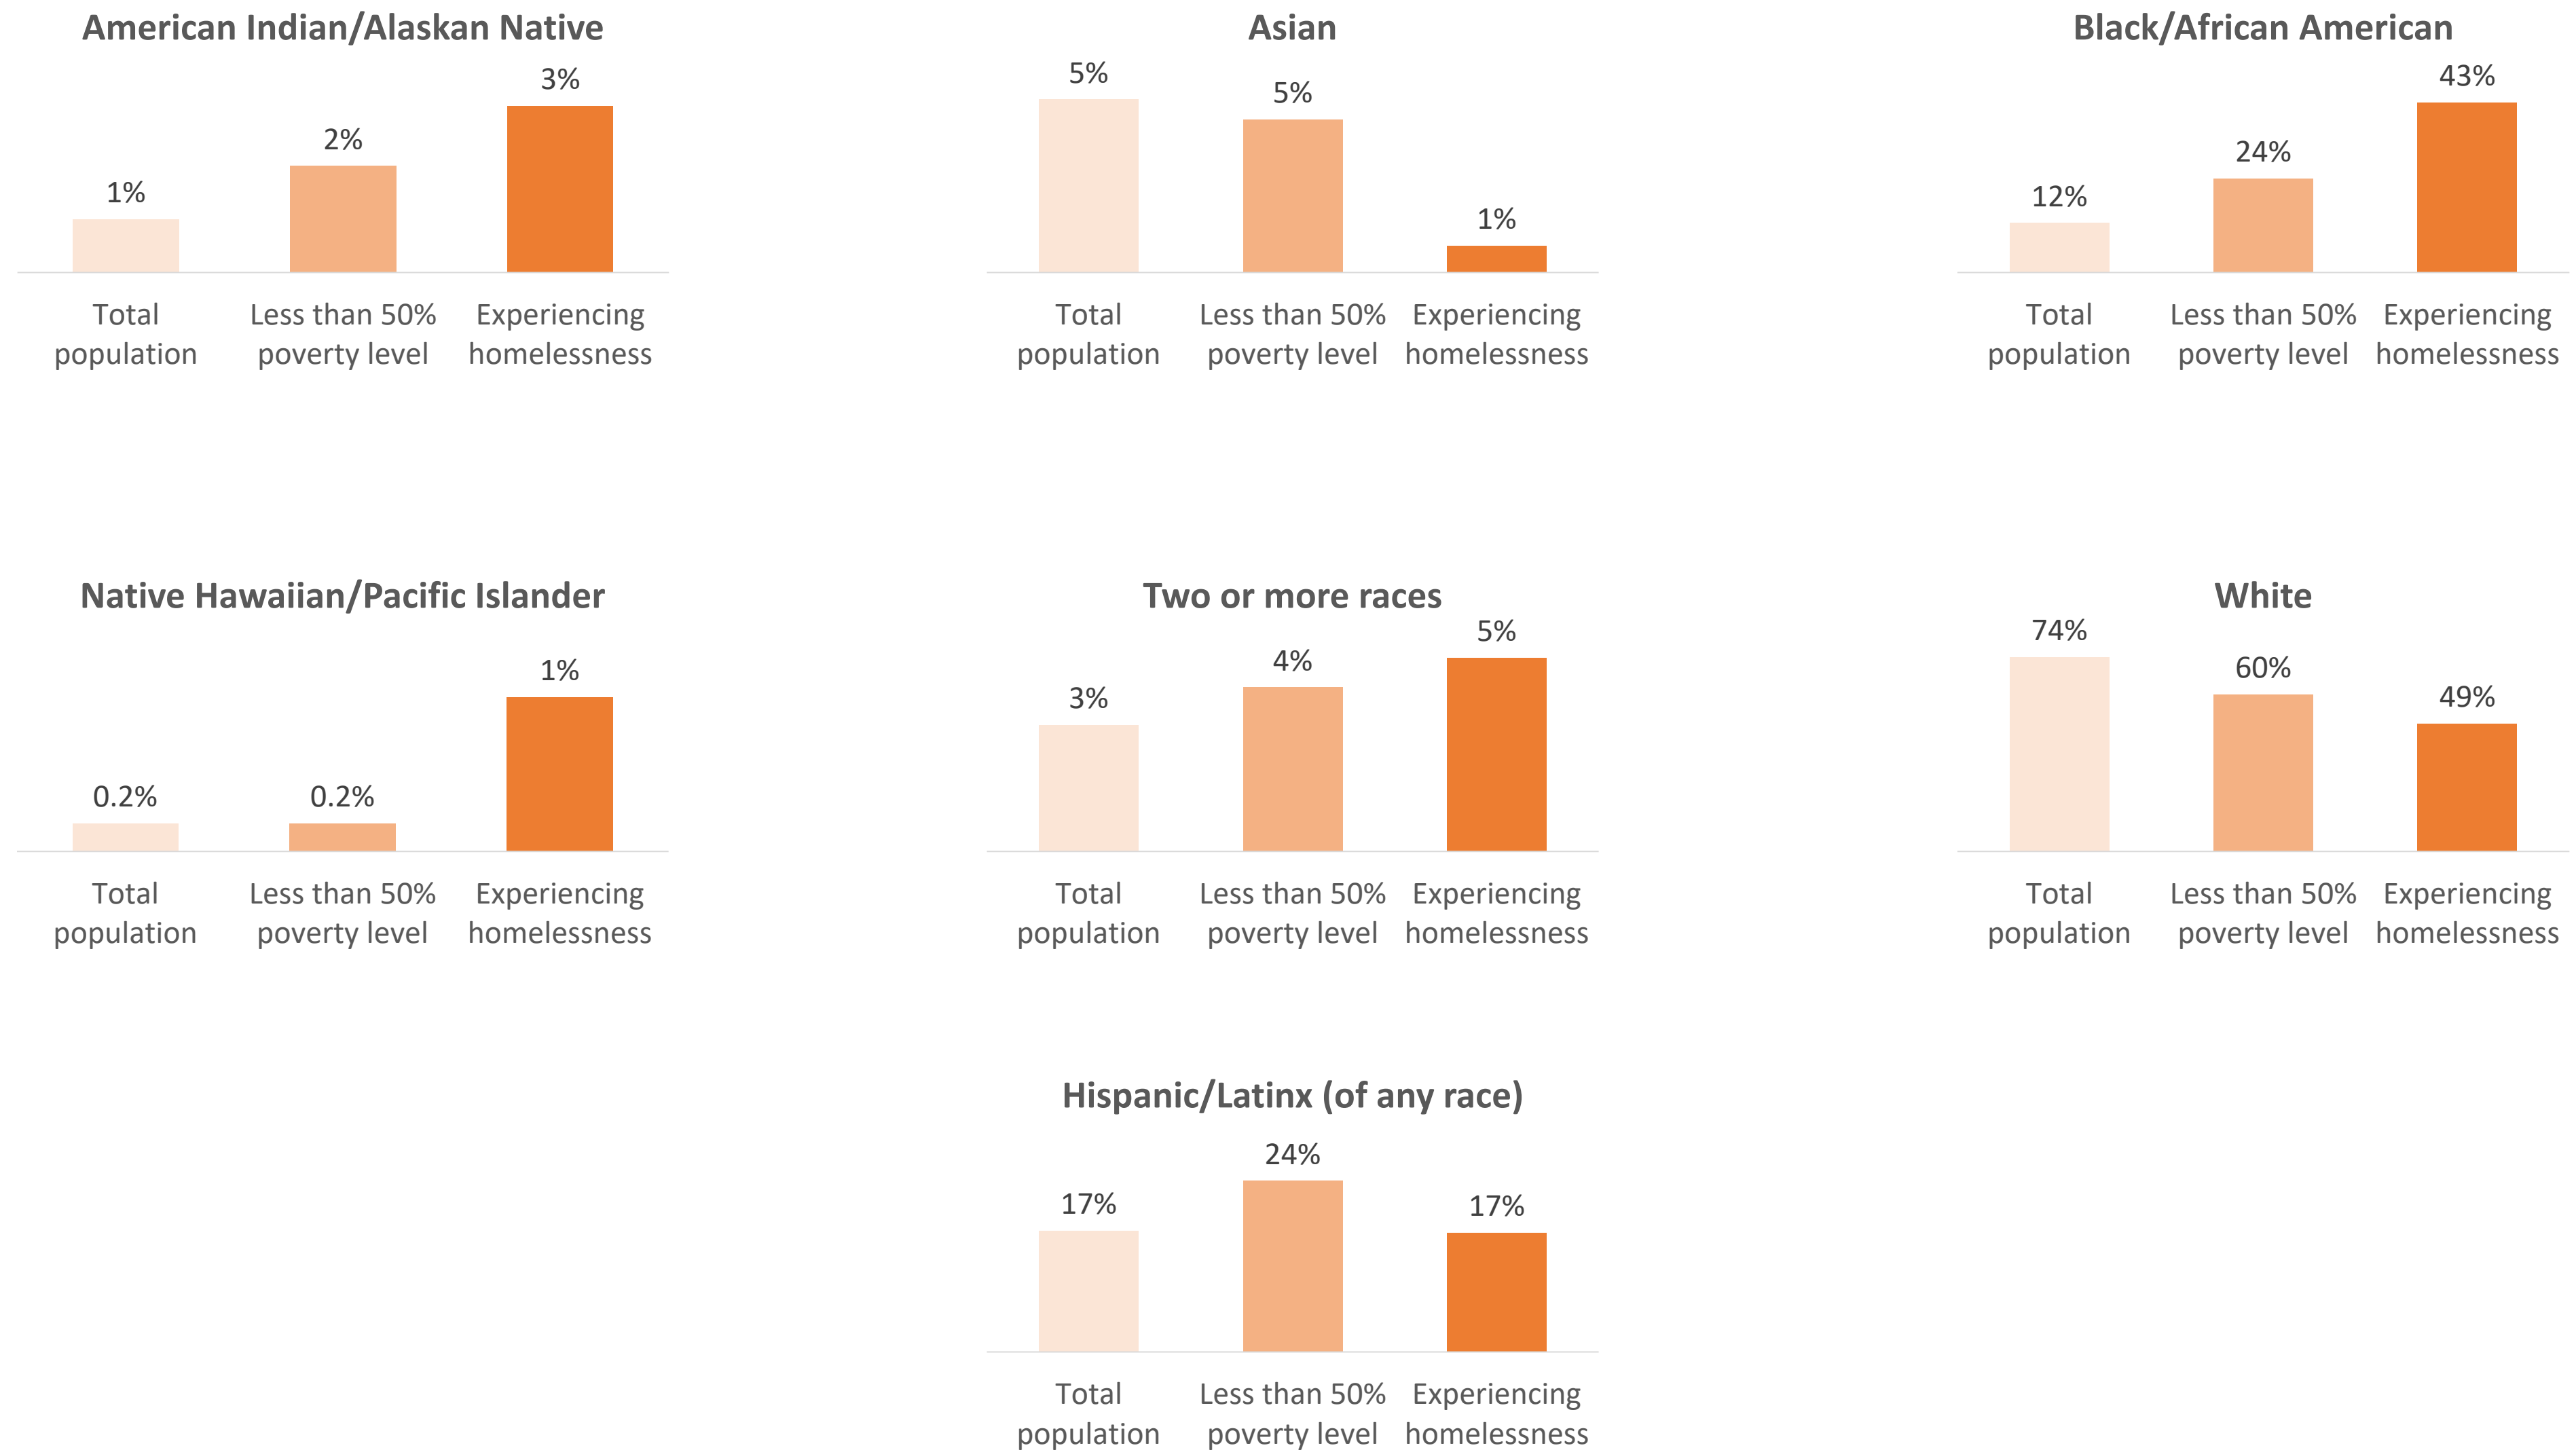 American Indian/Alaskan Native
3%
2%
1%
Total population
Less than 50% poverty level
Experiencing homelessness
Asian
5%
5%
1%
Total population
Less than 50% poverty level
Experiencing homelessness
Black/African American
43%
24%
12%
Total population
Less than 50% poverty level
Experiencing homelessness
Native Hawaiian/Pacific Islander
1%
0.2%
0.2%
Total population
Less than 50% poverty level
Experiencing homelessness
Two or more races
5%
4%
3%
Total population
Less than 50% poverty level
Experiencing homelessness
White
74%
60%
49%
Total population
Less than 50% poverty level
Experiencing homelessness
Hispanic/Latinx (of any race)
24%
17%
17%
Total population
Less than 50% poverty level
Experiencing homelessness